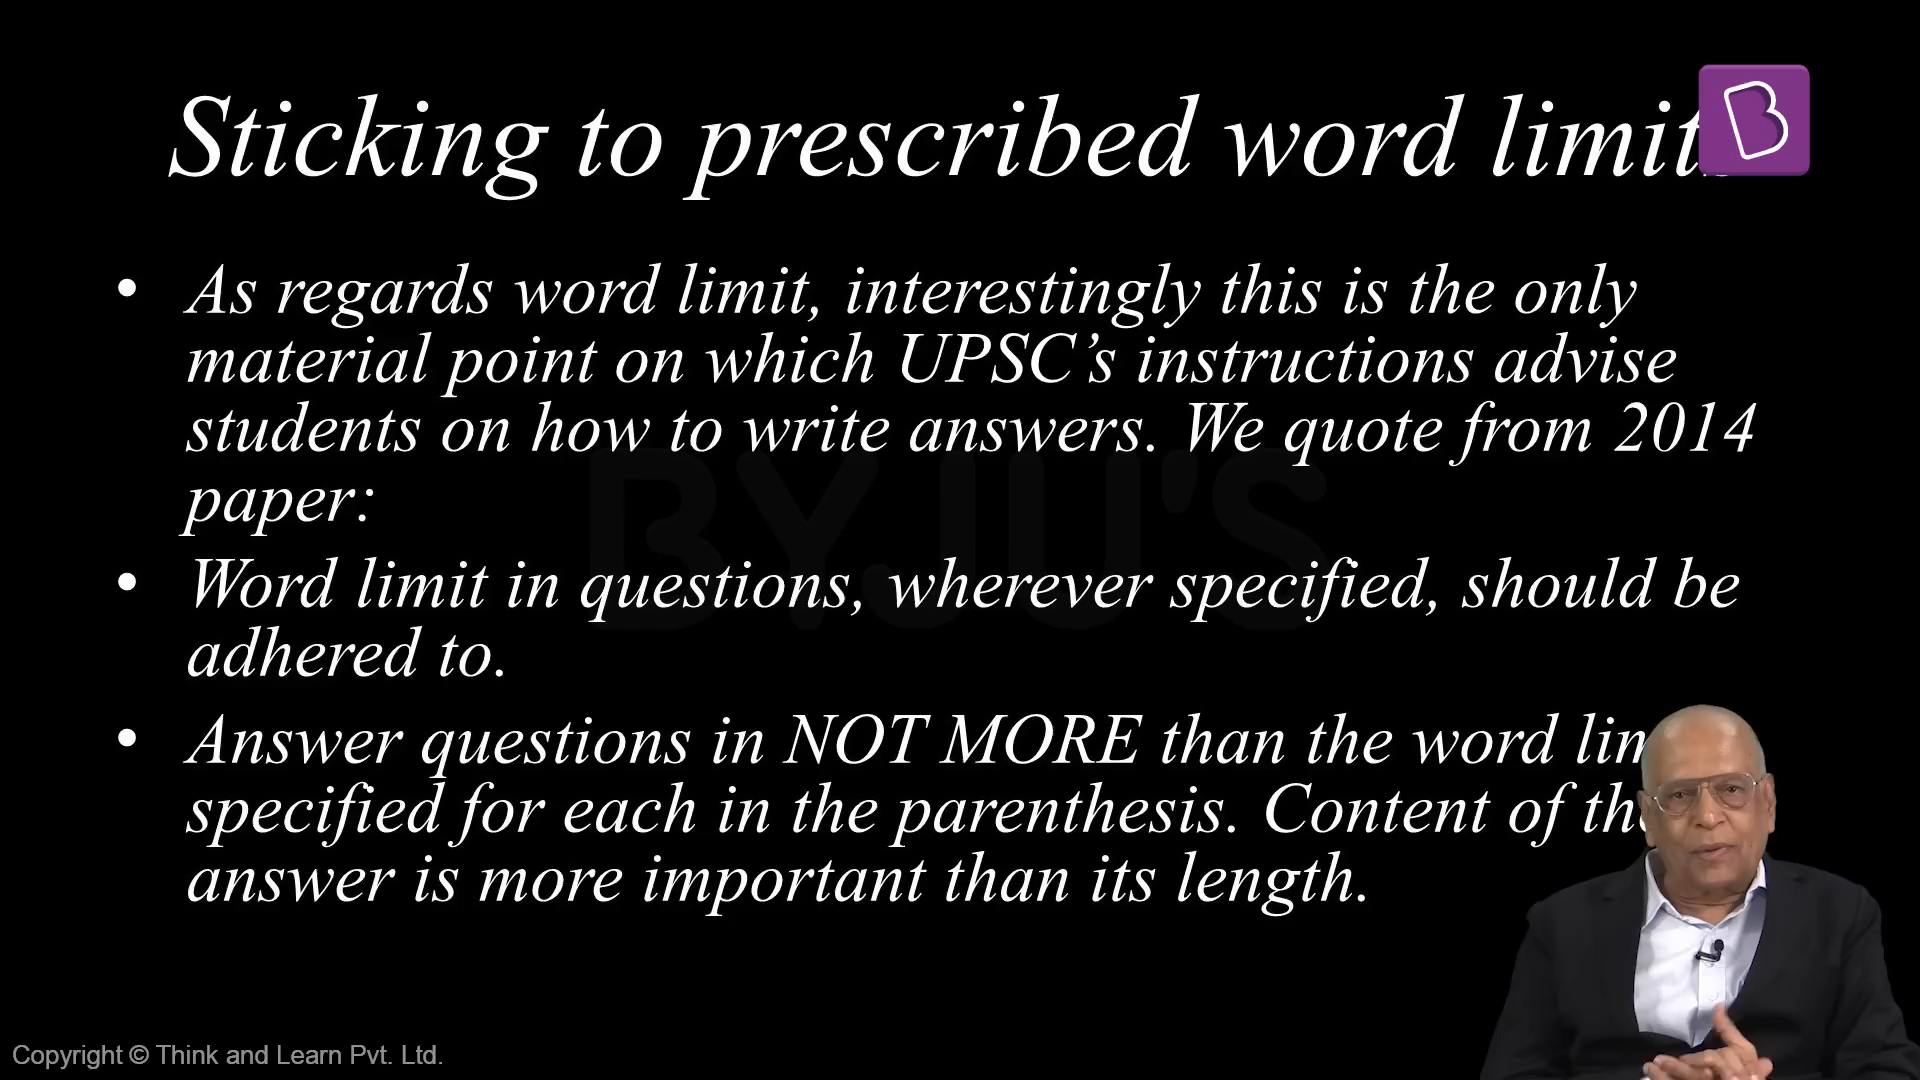 Sticking to prescribed word limit
• As regards word limit, interestingly this is the only
material point on which UPSC’s instructions advise
students on how to write answers. We quote from 2014
paper:
• Word limit in questions, wherever specified, should be
adhered to.
• Answer questions in NOT MORE than the word
specified for each in the parenthesis. Content of
answer is more important than its length.
BYJU'S
Copyright © Think and Learn Pvt. Ltd.